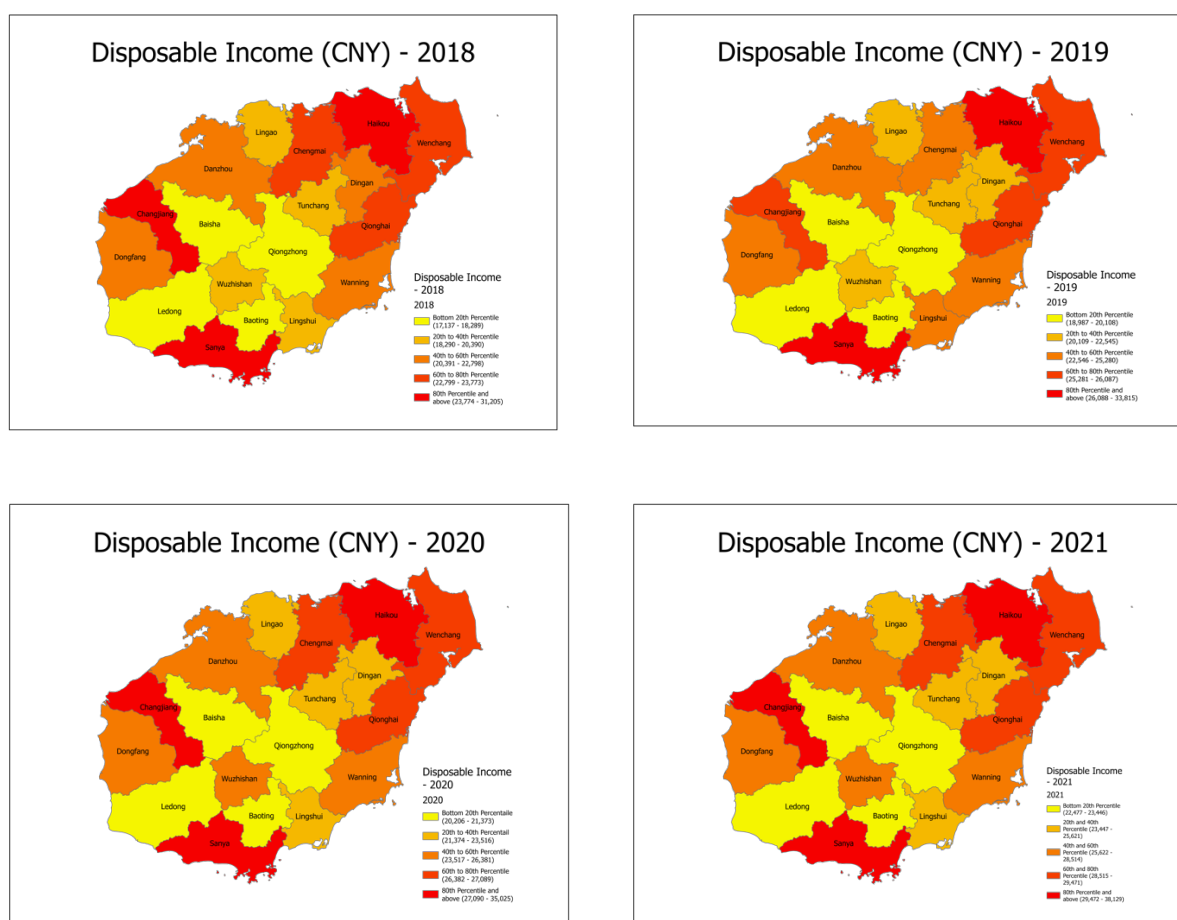 Disposable Income (CNY) - 2018
Lingao
Haikou
Chengmai
Wenchang
Danzhou
Dingan
Tunchang
Changjiang
Baisha
Qionghai
Qiongzhong
Dongfang
Wuzhishan
Wanning
Ledong
Baoting
Lingshui
Sanya
Disposable Income
- 2018
2018
Bottom 20th Percentile
(17,137 - 18,289)
20th to 40th Percentile
(18,290 - 20,390)
40th to 60th Percentile
(20,391 - 22,798)
60th to 80th Percentile
(22,799 - 23,773)
80th Percentile and
above (23,774 - 31,205)
Disposable Income (CNY) - 2019
Lingao
Haikou
Chengmai
Wenchang
Danzhou
Dingan
Tunchang
Changjiang
Baisha
Qionghai
Qiongzhong
Dongfang
Wuzhishan
Wanning
Ledong
Baoting
Lingshui
Sanya
Disposable Income
- 2019
2019
Bottom 20th Percentile
(18,987 - 20,108)
20th to 40th Percentile
(20,109 - 22,545)
40th to 60th Percentile
(22,546 - 25,280)
60th to 80th Percentile
(25,281 - 26,087)
80th Percentile and
above (26,088 - 33,815)
Disposable Income (CNY) - 2020
Lingao
Haikou
Chengmai
Wenchang
Danzhou
Dingan
Tunchang
Changjiang
Baisha
Qionghai
Qiongzhong
Dongfang
Wuzhishan
Wanning
Ledong
Baoting
Lingshui
Sanya
Disposable Income
- 2020
2020
Bottom 20th Percentaile
(20,206 - 21,373)
20th to 40th Percentail
(21,374 - 23,516)
40th to 60th Percentile
(23,517 - 26,381)
60th to 80th Percentile
(26,382 - 27,089)
80th Percentile and
above (27,090 - 35,025)
Disposable Income (CNY) - 2021
Lingao
Haikou
Chengmai
Wenchang
Danzhou
Dingan
Tunchang
Changjiang
Baisha
Qionghai
Qiongzhong
Dongfang
Wuzhishan
Wanning
Ledong
Baoting
Lingshui
Sanya
Disposable Income
- 2021
2021
Bottom 20th Percentile
(22,477 - 23,446)
20th and 40th
Percentile (23,447 -
25,621)
40th and 60th
Percentile (25,622 -
28,514)
60th and 80th
Percentile (28,515 -
29,471)
80th Percentile and
above (29,472 - 38,129)